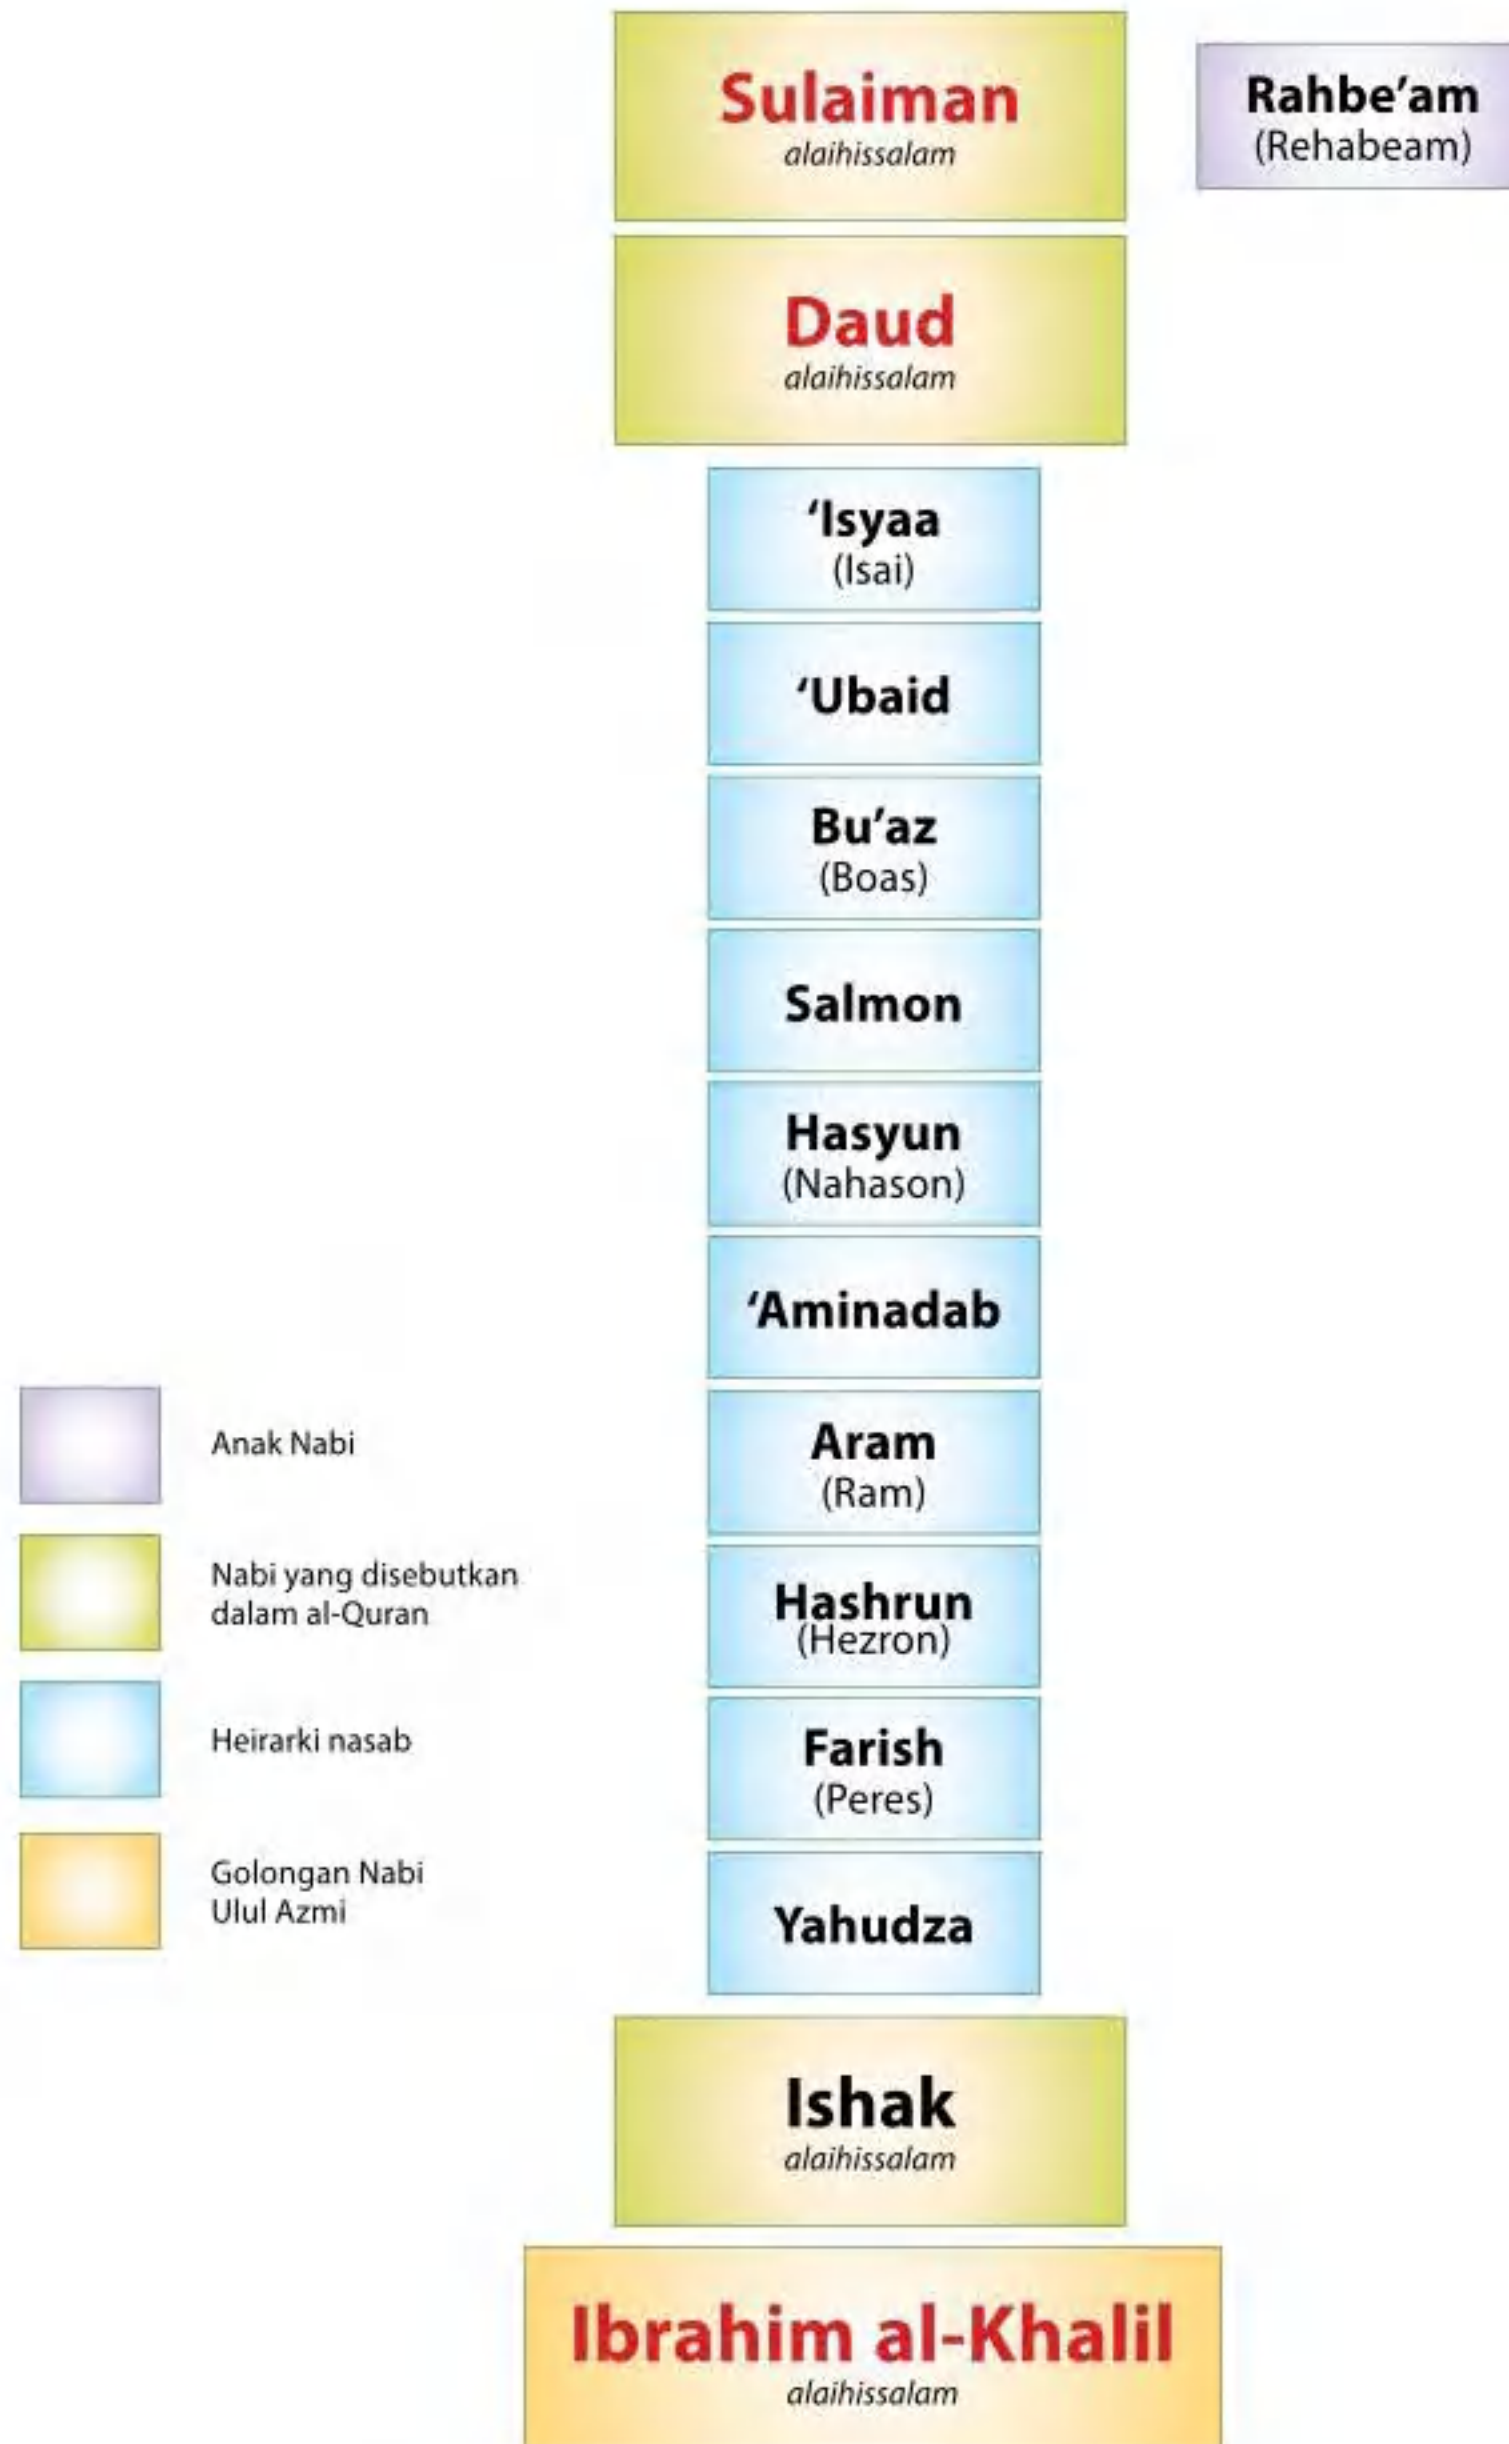 Sulaiman
alaihissalam
Rahbe’am
(Rehabeam)
Daud
alaihissalam
‘Isyaa
(Isai)
‘Ubaid
Bu’az
(Boas)
Salmon
Hasyun
(Nahason)
‘Aminadab
Aram
(Ram)
Hashrun
(Hezron)
Farish
(Peres)
Yahudza
Ishak
alaihissalam
Ibrahim al-Khalil
alaihissalam
Anak Nabi
Nabi yang disebutkan
dalam al-Quran
Heirarki nasab
Golongan Nabi
Ulul Azmi